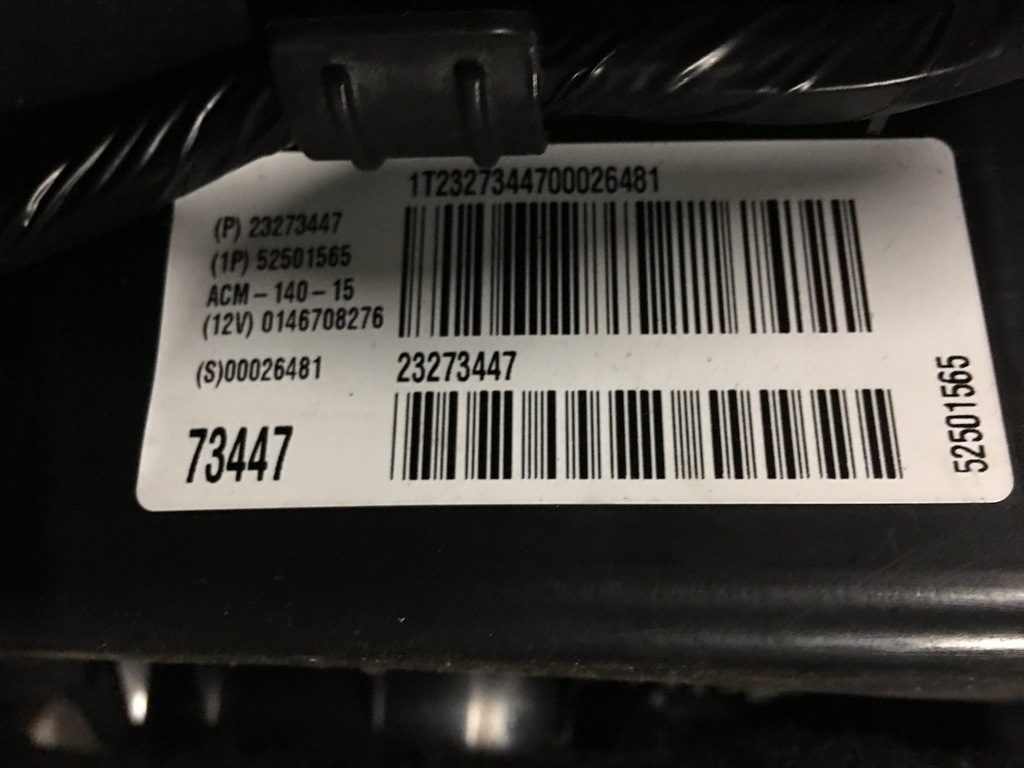 1T2327344700026481
(P) 23273447
(1P) 52501565
ACM-140-15
(12V) 0146708276
(S)00026481
23273447
73447
52501565